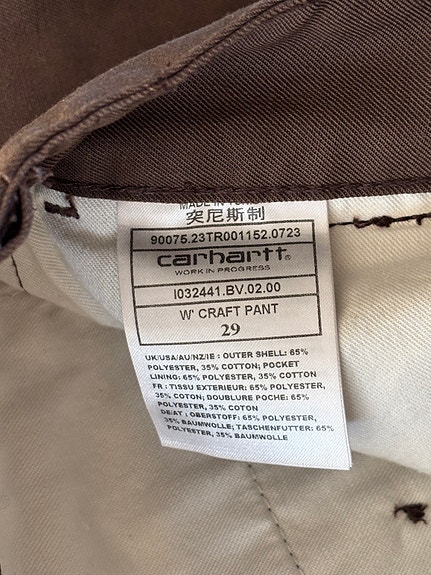 MADE IN
突尼斯制
90075.23TR001152.0723
carhartt®
WORK IN PROGRESS
I032441.BV.02.00
W' CRAFT PANT
29
UK/USA/AU/NZ/IE : OUTER SHELL: 65%
POLYESTER, 35% COTTON; POCKET
LINING: 65% POLYESTER, 35% COTTON
FR : TISSU EXTERIEUR: 65% POLYESTER,
35% COTON; DOUBLURE POCHE: 65%
POLYESTER, 35% COTON
DE/AT : OBERSTOFF: 65% POLYESTER,
35% BAUMWOLLE; TASCHENFUTTER: 65%
POLYESTER, 35% BAUMWOLLE